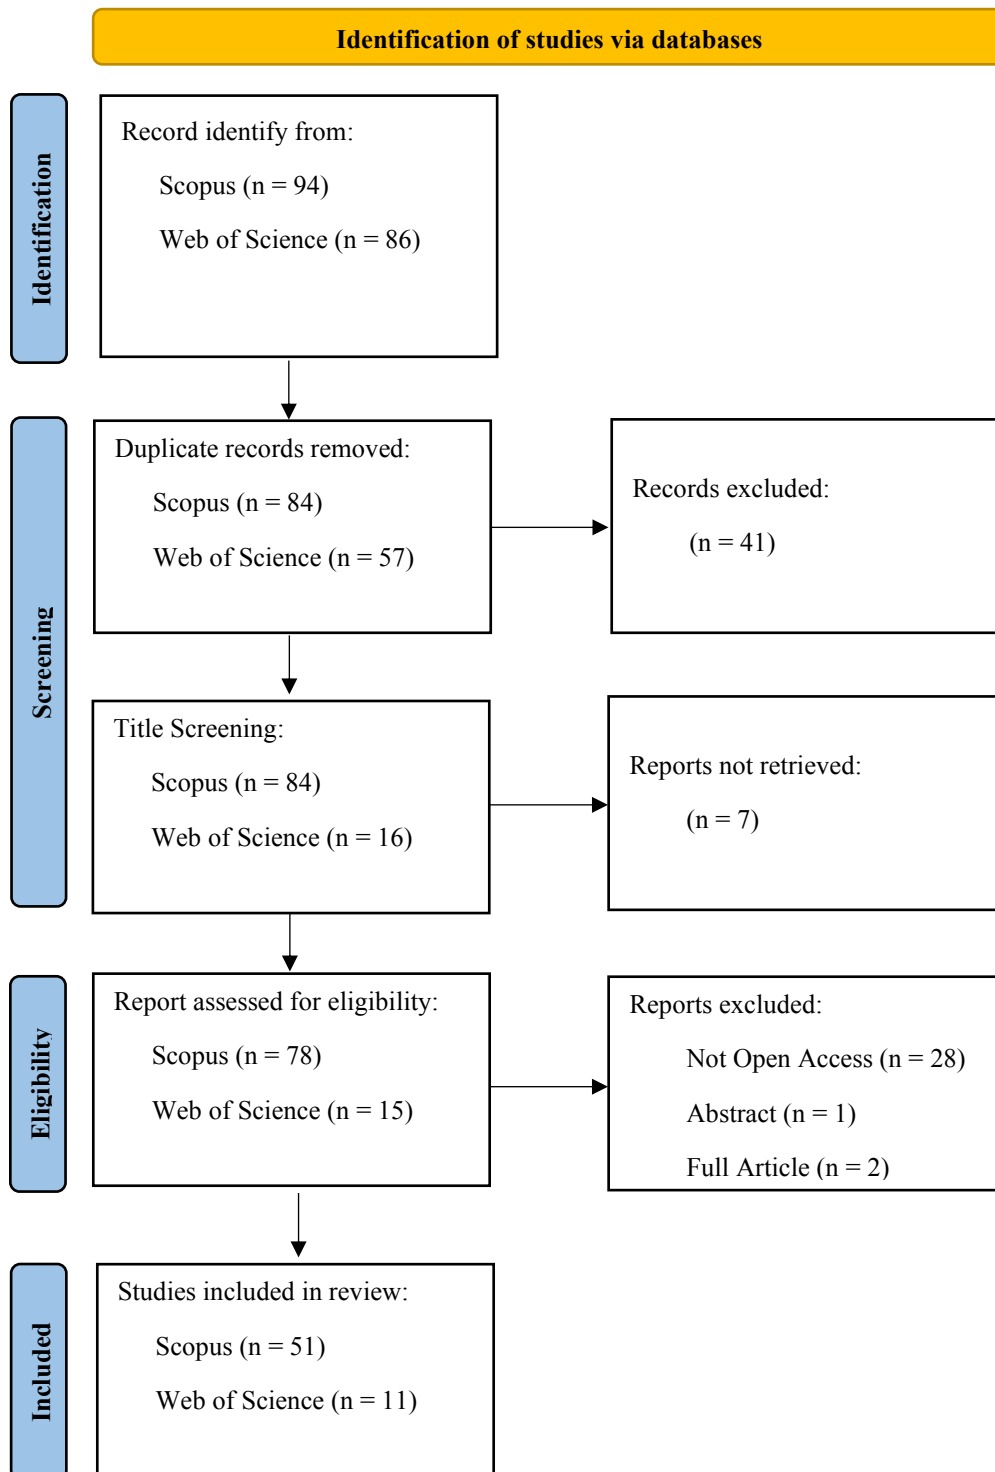 Identification of studies via databases
Identification
Record identify from:
Scopus (n = 94)
Web of Science (n = 86)
Screening
Duplicate records removed:
Scopus (n = 84)
Web of Science (n = 57)
Records excluded:
(n = 41)
Title Screening:
Scopus (n = 84)
Web of Science (n = 16)
Reports not retrieved:
(n = 7)
Eligibility
Report assessed for eligibility:
Scopus (n = 78)
Web of Science (n = 15)
Reports excluded:
Not Open Access (n = 28)
Abstract (n = 1)
Full Article (n = 2)
Included
Studies included in review:
Scopus (n = 51)
Web of Science (n = 11)